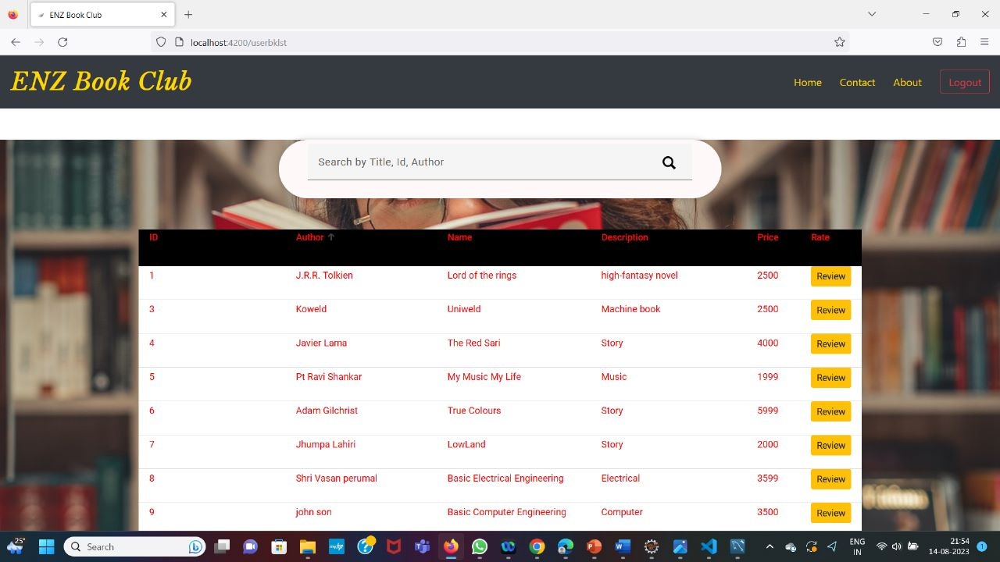 ENZ Book Club
localhost:4200/userbklst
ENZ Book Club
Home Contact About Logout
Search by Title, Id, Author
ID Author ↑ Name Description Price Rate
1 J.R.R. Tolkien Lord of the rings high-fantasy novel 2500 Review
3 Koweld Uniweld Machine book 2500 Review
4 Javier Lama The Red Sari Story 4000 Review
5 Pt Ravi Shankar My Music My Life Music 1999 Review
6 Adam Gilchrist True Colours Story 5999 Review
7 Jhumpa Lahiri LowLand Story 2000 Review
8 Shri Vasan perumal Basic Electrical Engineering Electrical 3599 Review
9 john son Basic Computer Engineering Computer 3500 Review
25°
Search
ENG
IN
21:54
14-08-2023
1